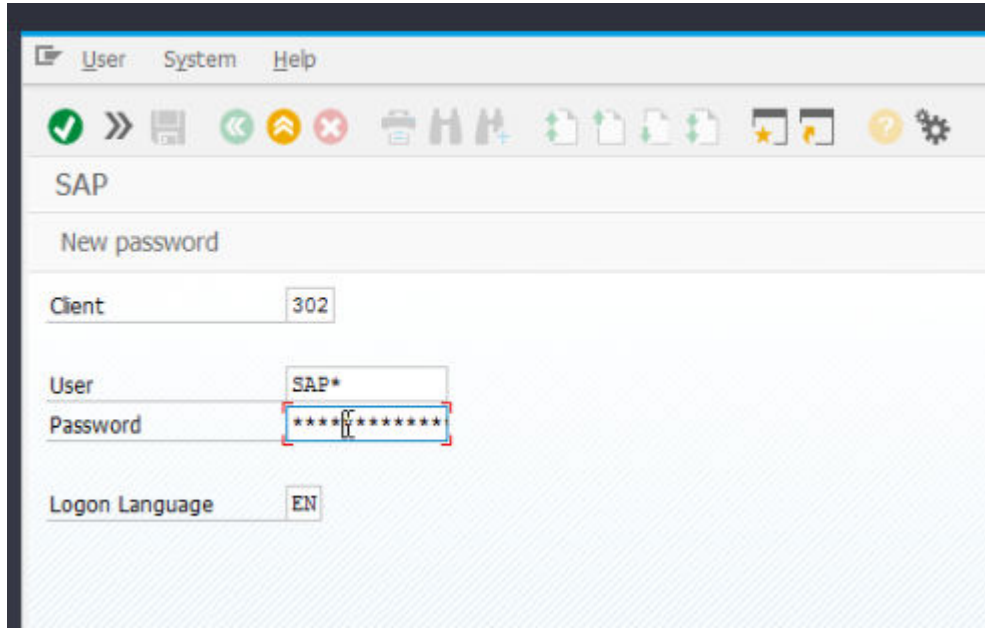 User System Help
SAP
New password
Client 302
User SAP*
Password ************
Logon Language EN